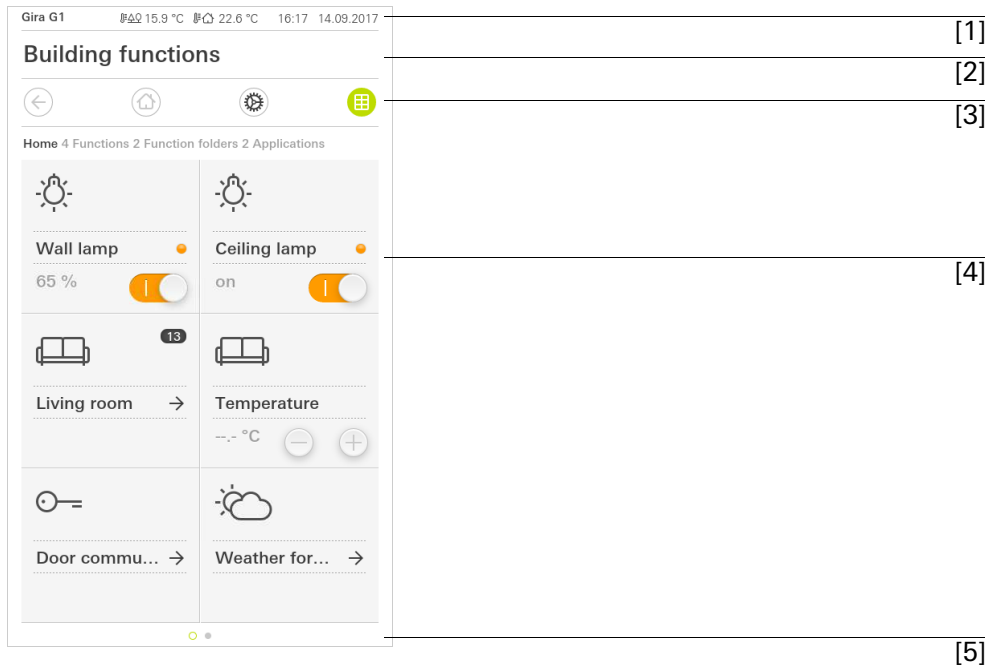 Gira G1 15.9 °C 22.6 °C 16:17 14.09.2017
[1]
Building functions
[2]
[3]
Home 4 Functions 2 Function folders 2 Applications
Wall lamp Ceiling lamp
[4]
65 % on
13
Living room Temperature
--.- °C
Door commu... Weather for...
[5]